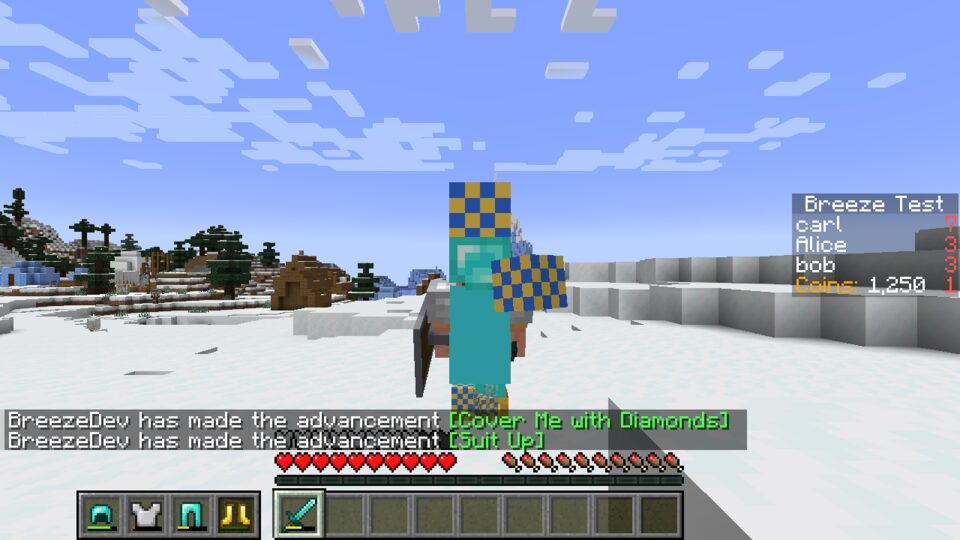 Breeze Test
carl 7
Alice 3
bob 3
Coins: 1,250 1
BreezeDev has made the advancement [Cover Me with Diamonds]
BreezeDev has made the advancement [Suit Up]